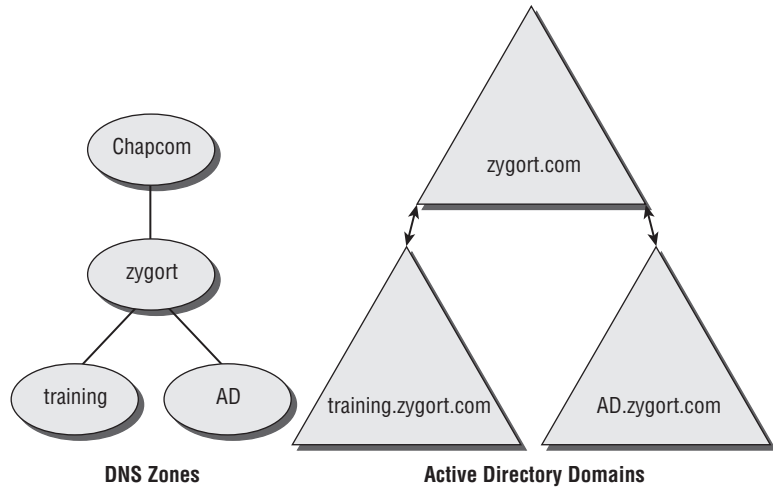 Chapcom
zygort
training
AD
DNS Zones
zygort.com
training.zygort.com
AD.zygort.com
Active Directory Domains